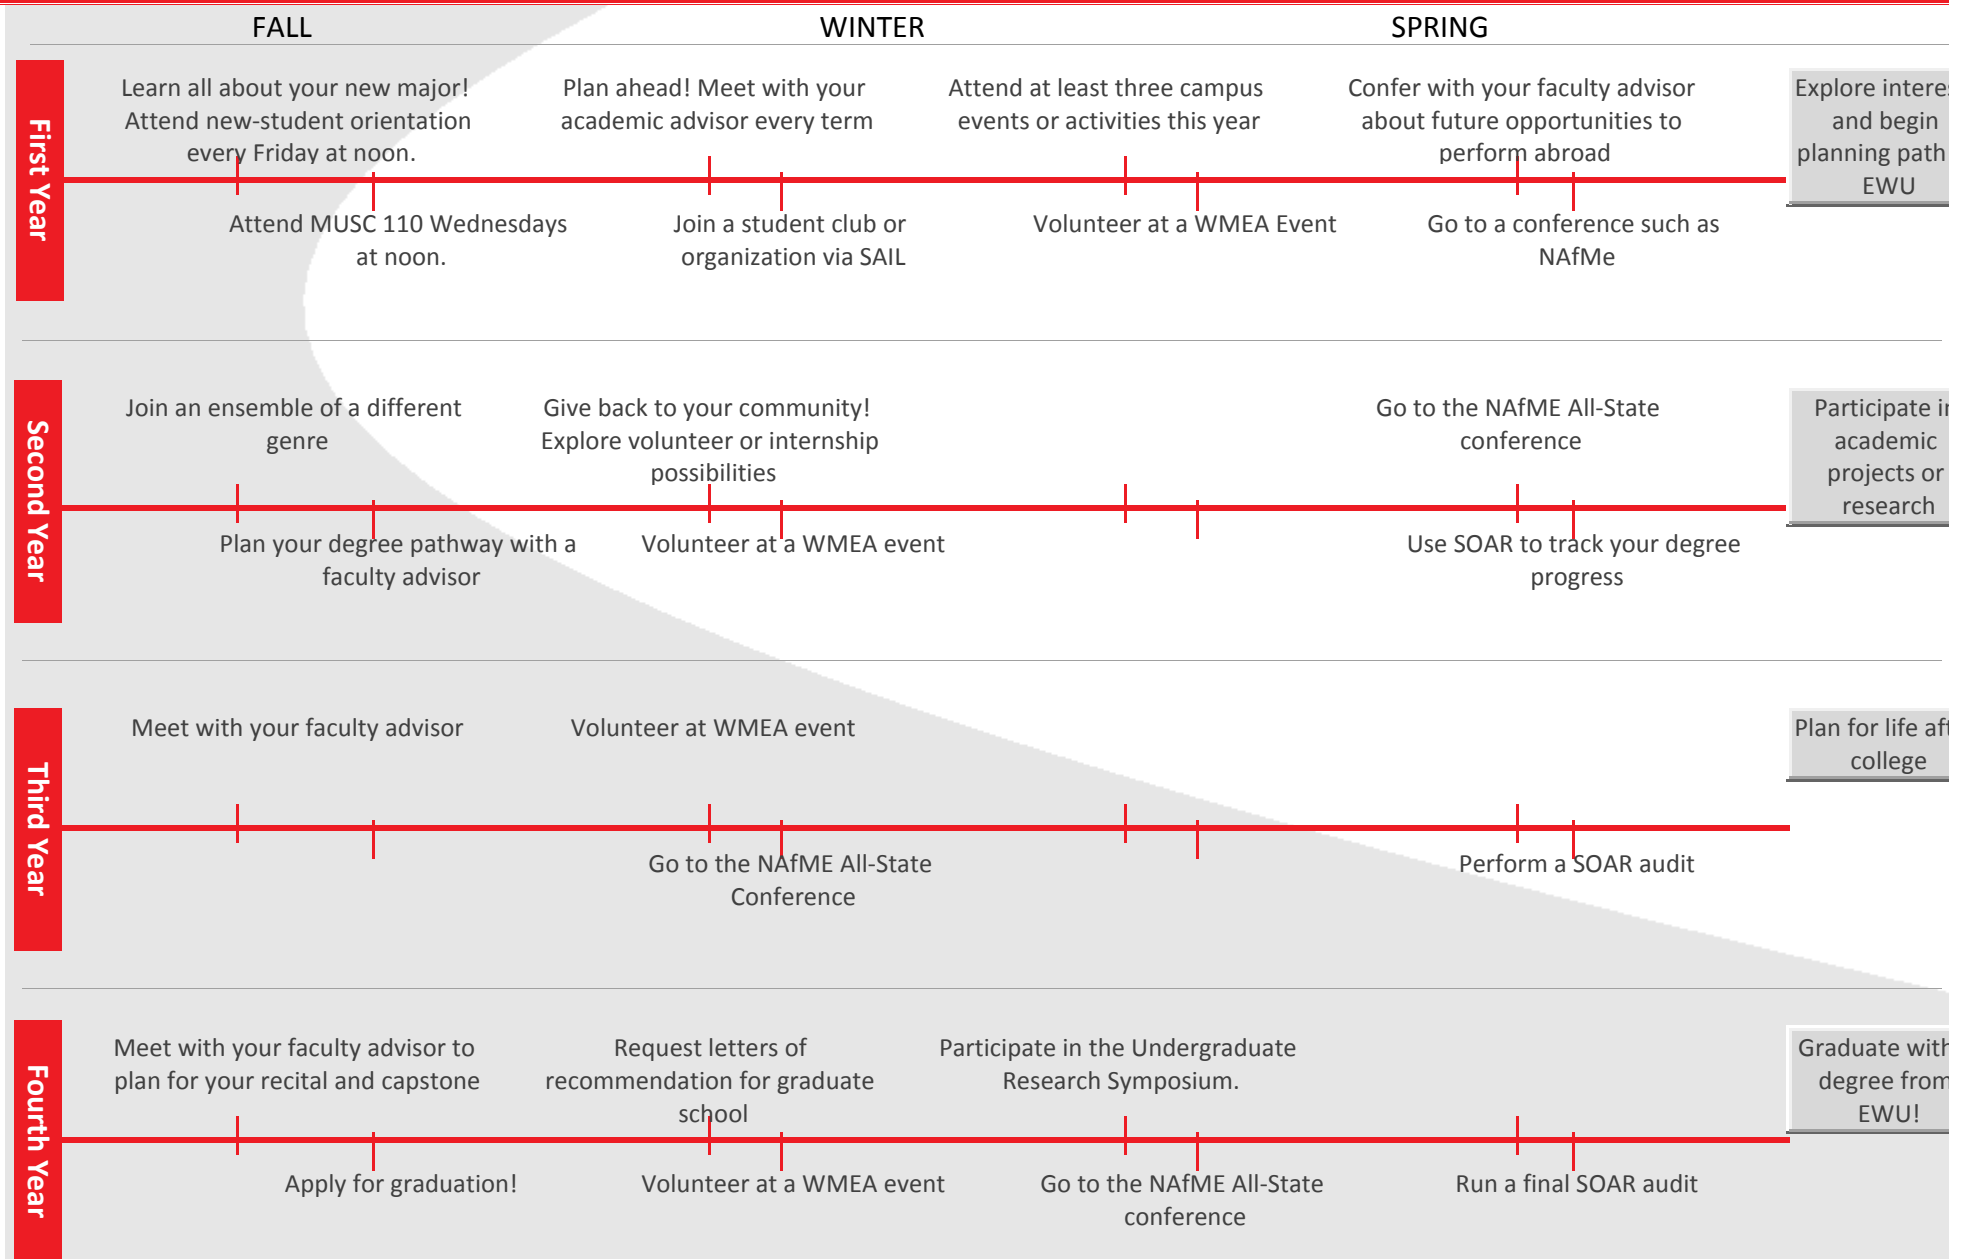 FALL
WINTER
SPRING
First Year
Learn all about your new major!
Attend new-student orientation
every Friday at noon.
Plan ahead! Meet with your
academic advisor every term
Attend at least three campus
events or activities this year
Confer with your faculty advisor
about future opportunities to
perform abroad
Explore interes
and begin
planning path
EWU
Attend MUSC 110 Wednesdays
at noon.
Join a student club or
organization via SAIL
Volunteer at a WMEA Event
Go to a conference such as
NAfMe
Second Year
Join an ensemble of a different
genre
Give back to your community!
Explore volunteer or internship
possibilities
Go to the NAfME All-State
conference
Participate in
academic
projects or
research
Plan your degree pathway with a
faculty advisor
Volunteer at a WMEA event
Use SOAR to track your degree
progress
Third Year
Meet with your faculty advisor
Volunteer at WMEA event
Plan for life aft
college
Go to the NAfME All-State
Conference
Perform a SOAR audit
Fourth Year
Meet with your faculty advisor to
plan for your recital and capstone
Request letters of
recommendation for graduate
school
Participate in the Undergraduate
Research Symposium.
Graduate with
degree from
EWU!
Apply for graduation!
Volunteer at a WMEA event
Go to the NAfME All-State
conference
Run a final SOAR audit